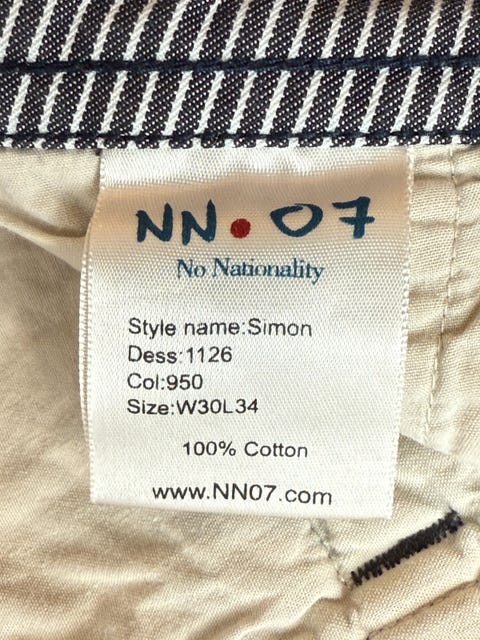 NN•07
No Nationality
Style name:Simon
Dess:1126
Col:950
Size:W30L34
100% Cotton
www.NN07.com